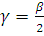 γ = β/2